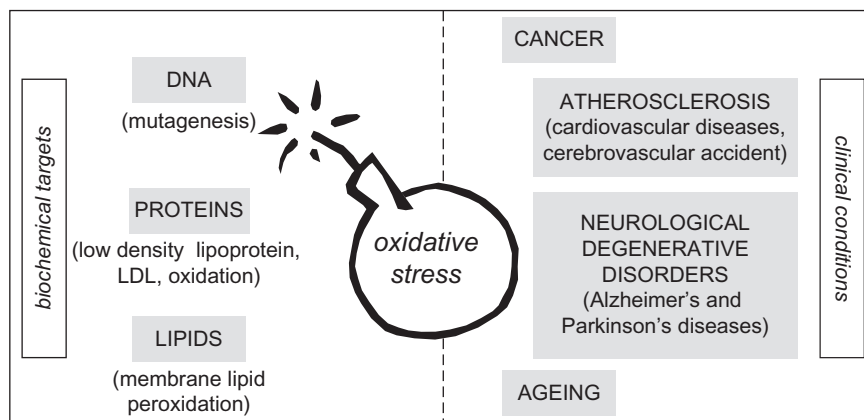 biochemical targets
DNA
(mutagenesis)
PROTEINS
(low density lipoprotein,
LDL, oxidation)
LIPIDS
(membrane lipid
peroxidation)
oxidative
stress
CANCER
ATHEROSCLEROSIS
(cardiovascular diseases,
cerebrovascular accident)
NEUROLOGICAL
DEGENERATIVE
DISORDERS
(Alzheimer's and
Parkinson's diseases)
AGEING
clinical conditions